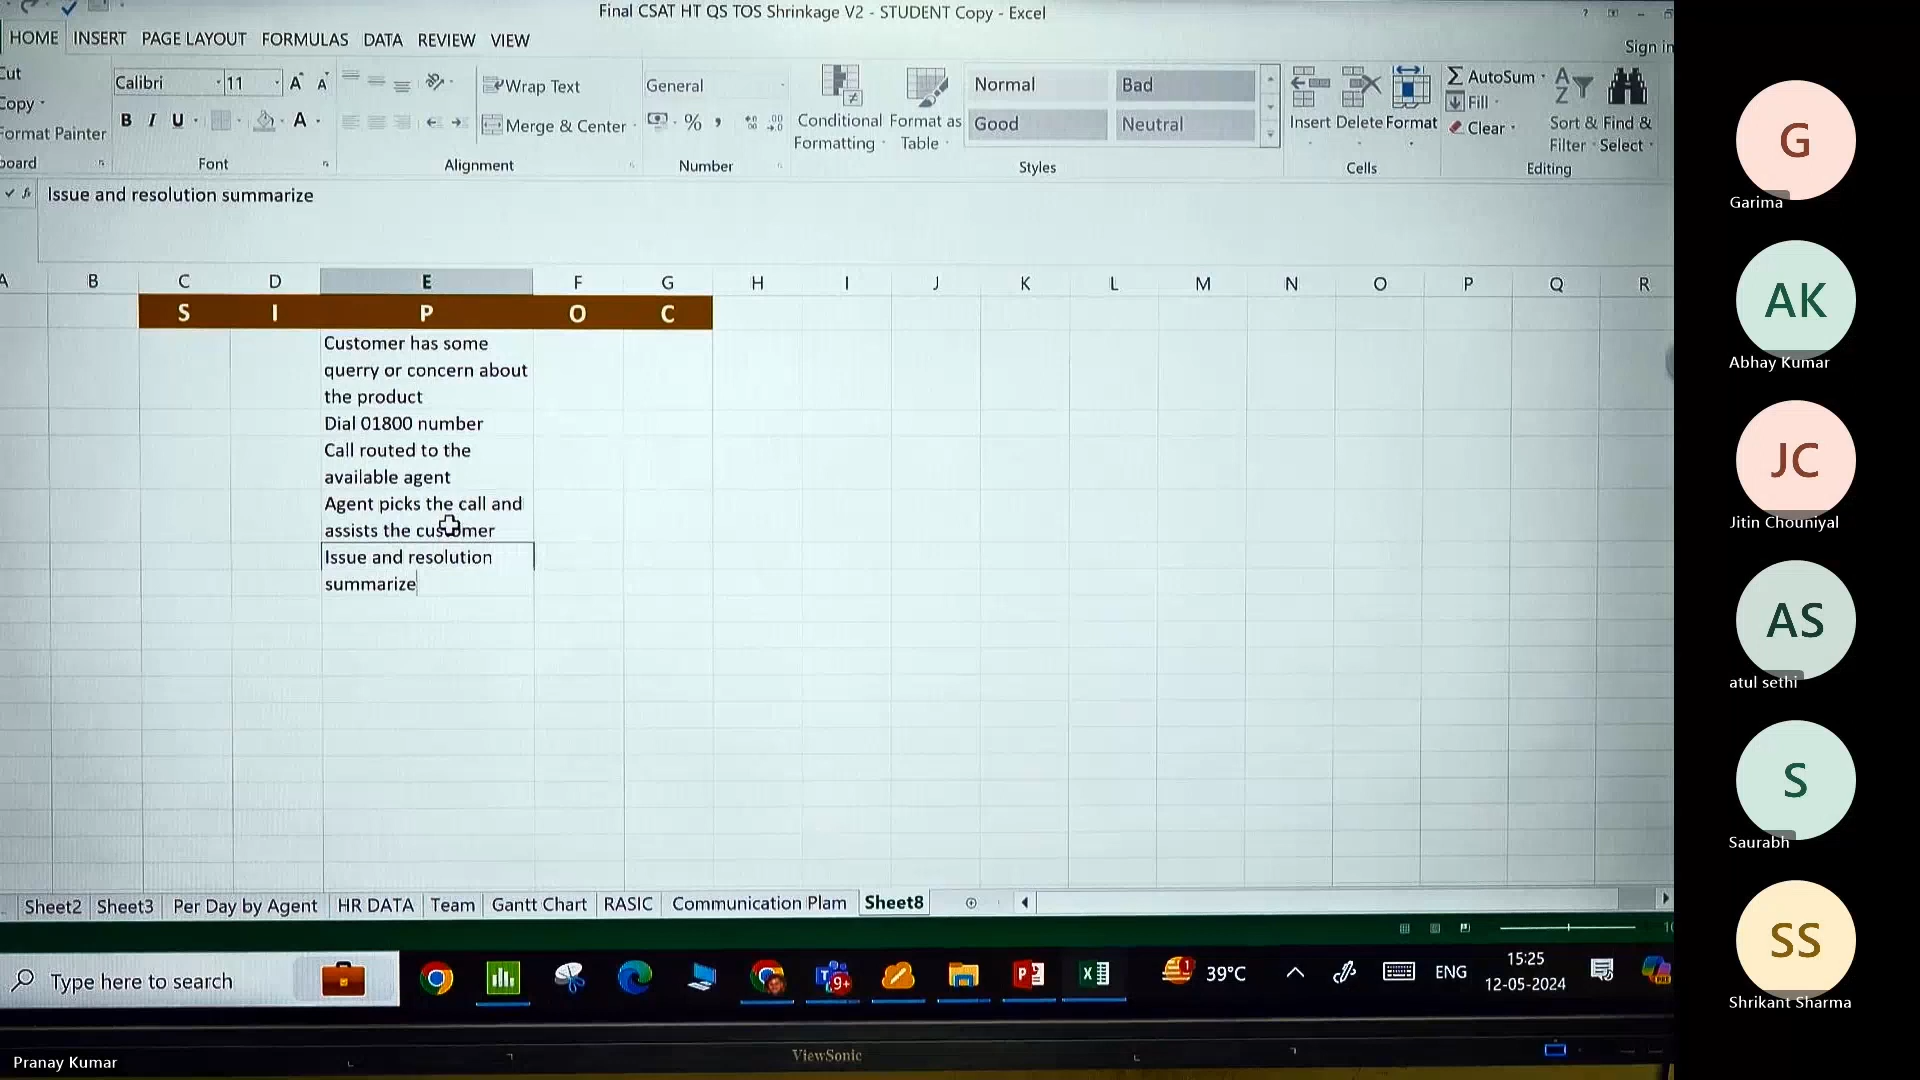 Final CSAT HT QS TOS Shrinkage V2 - STUDENT Copy - Excel
?
HOME INSERT PAGE LAYOUT FORMULAS DATA REVIEW VIEW
Sign in
Cut
Copy
Format Painter
board
Calibri 11 A A
B I U A
Font
Wrap Text
Merge & Center
Alignment
General
% , .00
Number
Conditional Formatting
Format as Table
Normal Bad
Good Neutral
Styles
Insert Delete Format
Cells
AutoSum
Fill
Clear
Sort & Filter
Find & Select
Editing
fx Issue and resolution summarize
A B C D E F G H I J K L M N O P Q R
S I P O C
Customer has some
querry or concern about
the product
Dial 01800 number
Call routed to the
available agent
Agent picks the call and
assists the customer
Issue and resolution
summarize
Sheet2 Sheet3 Per Day by Agent HR DATA Team Gantt Chart RASIC Communication Plam Sheet8
Type here to search
9+
39°C
ENG
15:25
12-05-2024
ViewSonic
Pranay Kumar
G
Garima
AK
Abhay Kumar
JC
Jitin Chouniyal
AS
atul sethi
S
Saurabh
SS
Shrikant Sharma